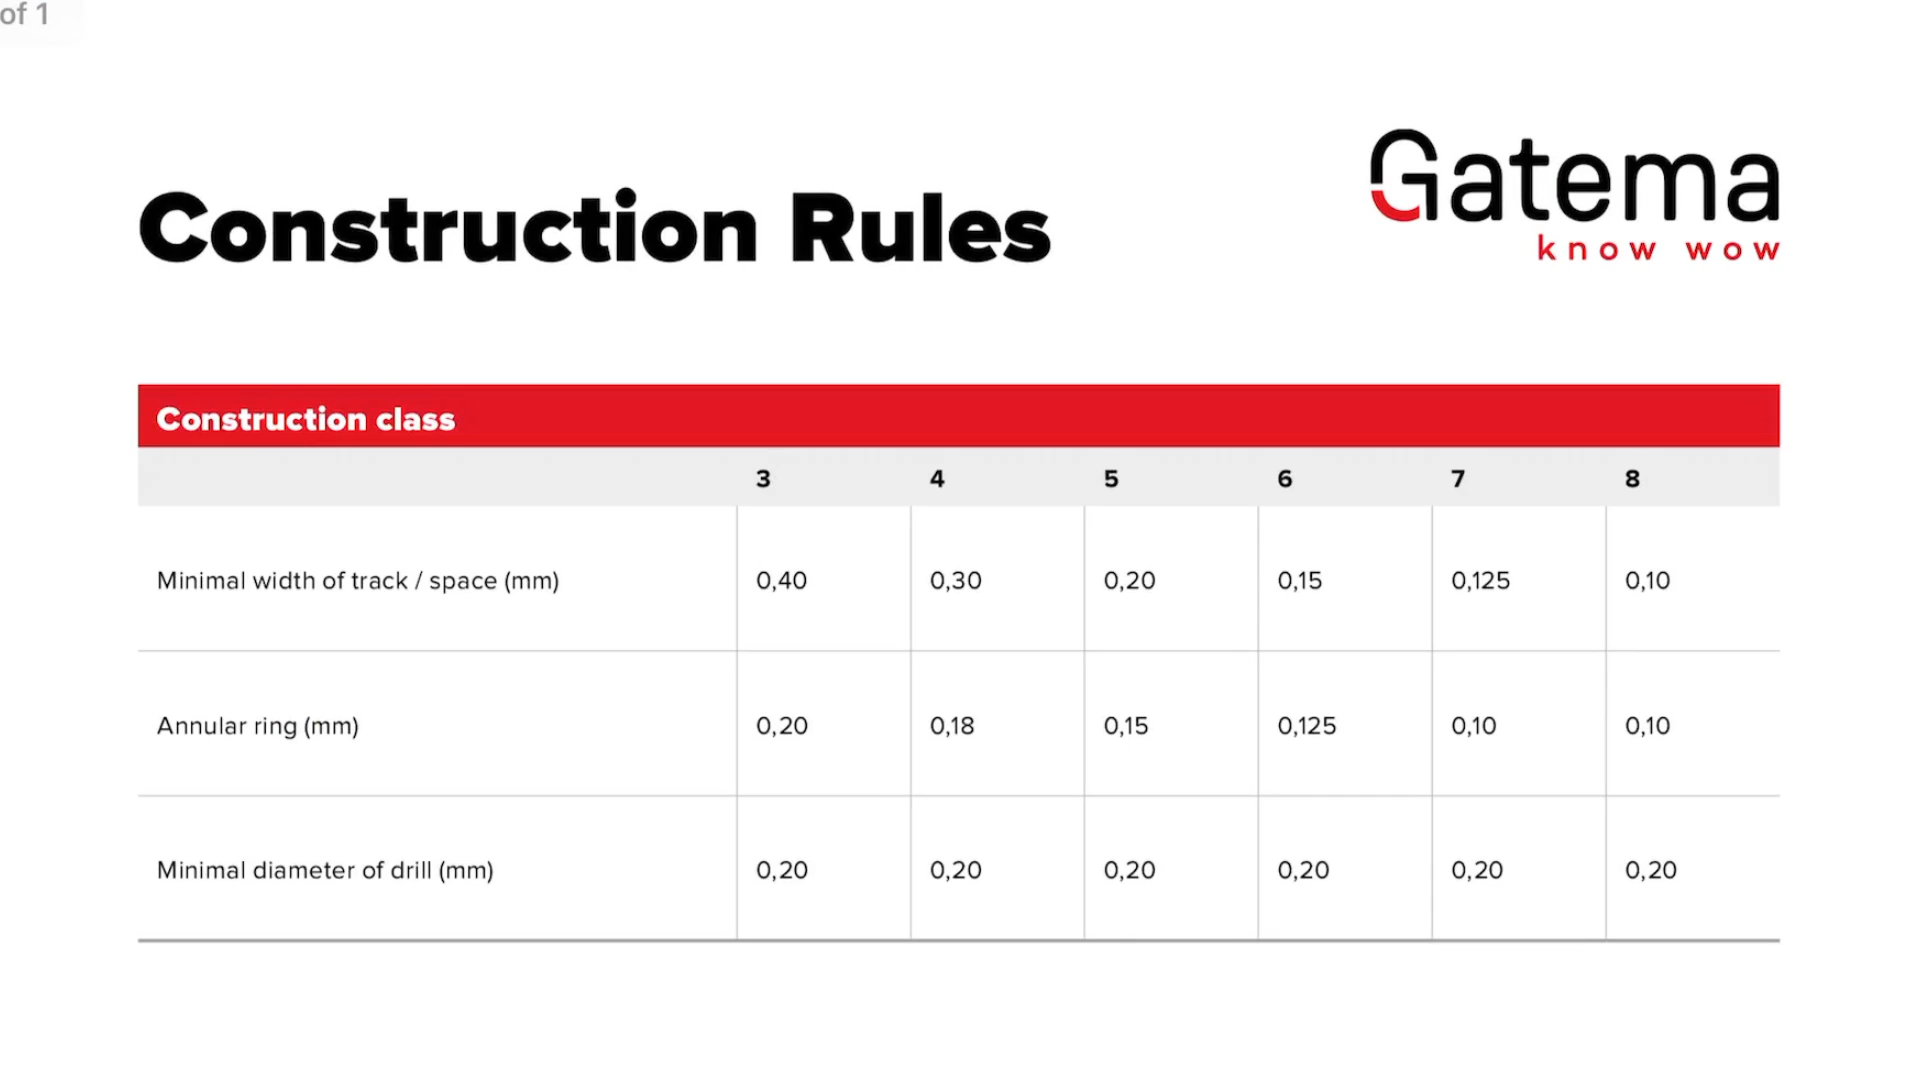 of 1
Gatema
know wow
Construction Rules
Construction class
3 4 5 6 7 8
Minimal width of track / space (mm) 0,40 0,30 0,20 0,15 0,125 0,10
Annular ring (mm) 0,20 0,18 0,15 0,125 0,10 0,10
Minimal diameter of drill (mm) 0,20 0,20 0,20 0,20 0,20 0,20